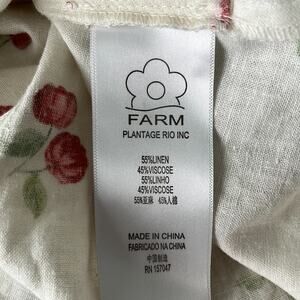 FARM
PLANTAGE RIO INC
55%LINEN
45%VISCOSE
55%LINHO
45%VISCOSE
55%亚麻 45%人棉
MADE IN CHINA
FABRICADO NA CHINA
中国制造
RN 157047